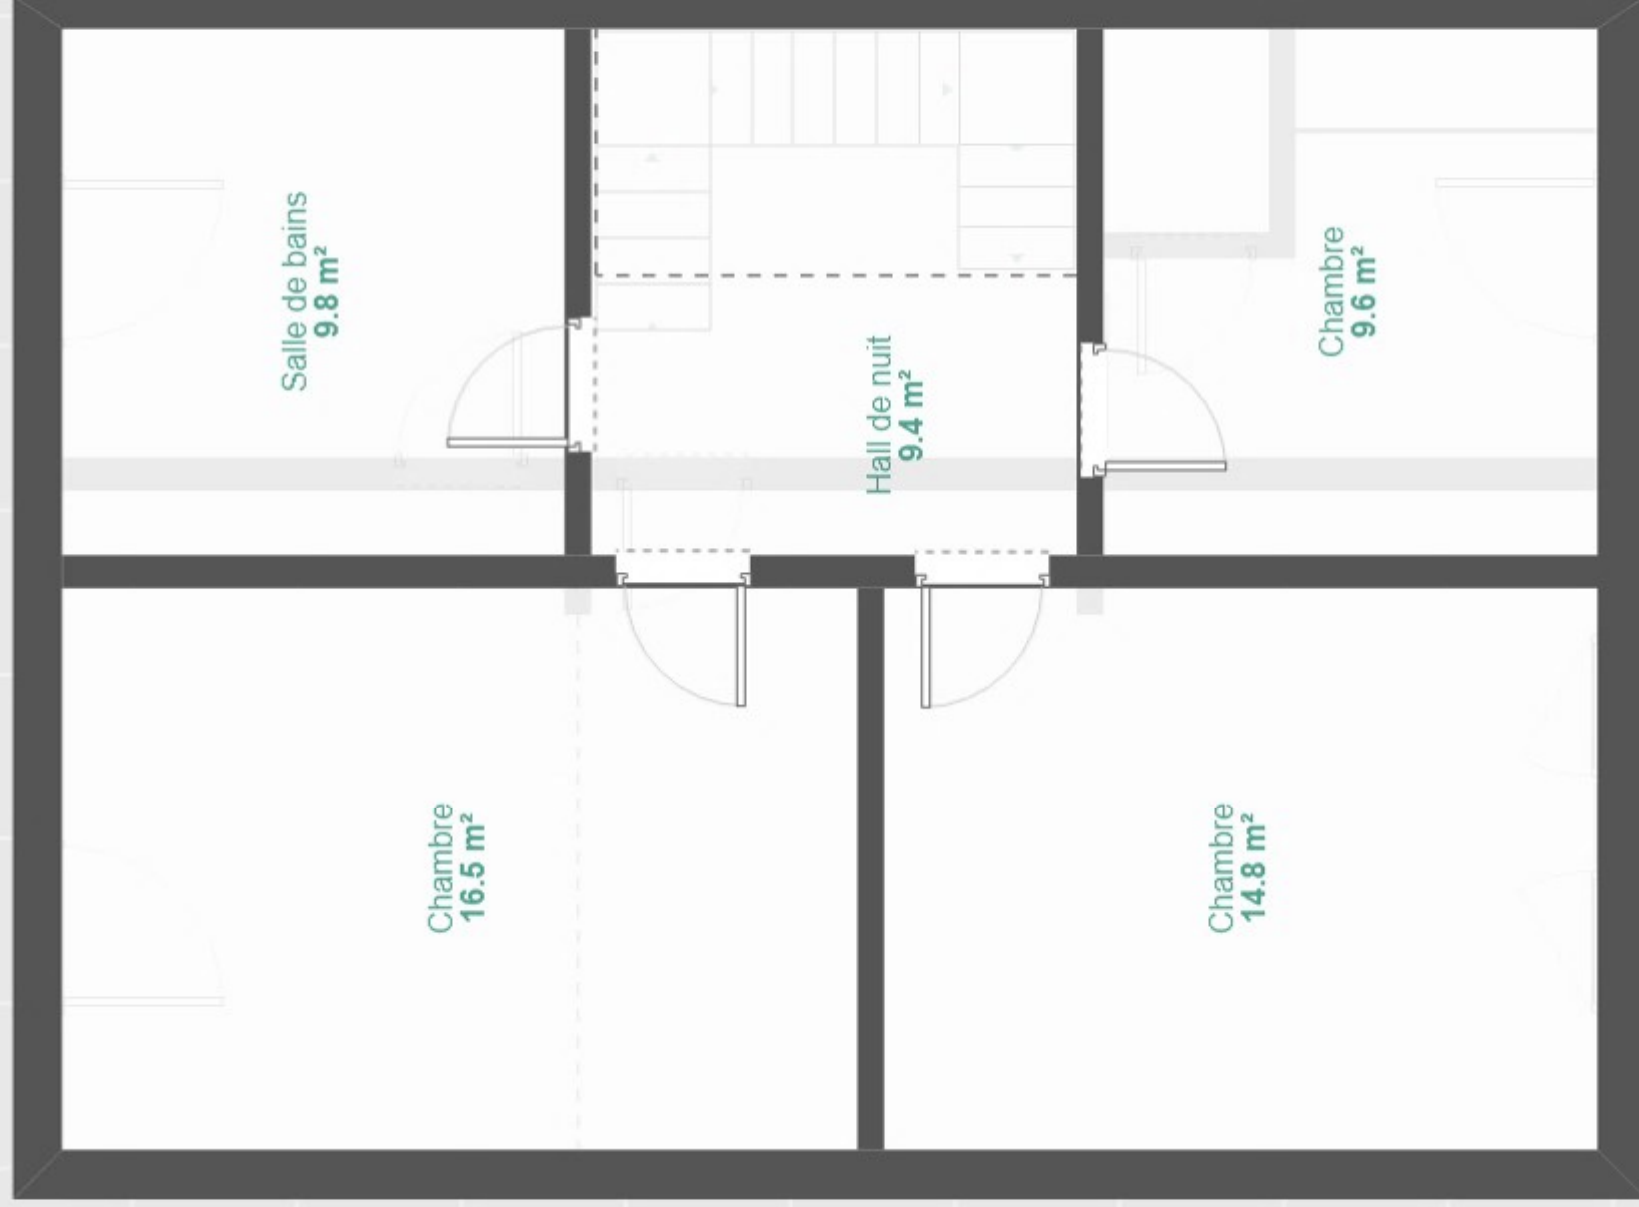 Salle de bains
9.8 m²
Hall de nuit
9.4 m²
Chambre
9.6 m²
Chambre
16.5 m²
Chambre
14.8 m²